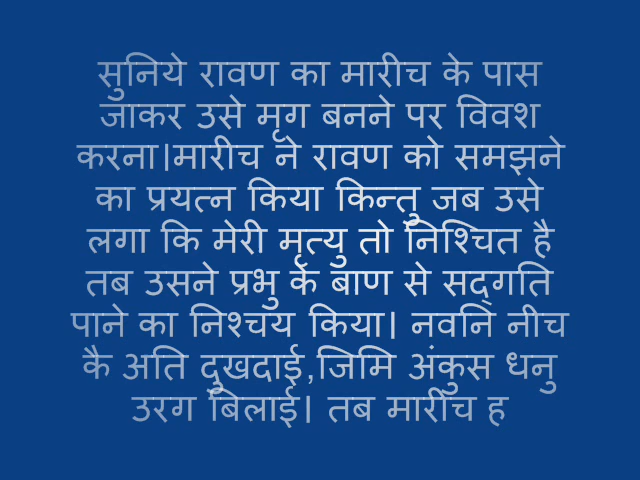 सुनिये रावण का मारीच के पास
जाकर उसे मृग बनने पर विवश
करना।मारीच ने रावण को समझने
का प्रयत्न किया किन्तु जब उसे
लगा कि मेरी मृत्यु तो निश्चित है
तब उसने प्रभु के बाण से सद्गति
पाने का निश्चय किया। नवनि नीच
कै अति दुखदाई,जिमि अंकुस धनु
उरग बिलाई। तब मारीच ह